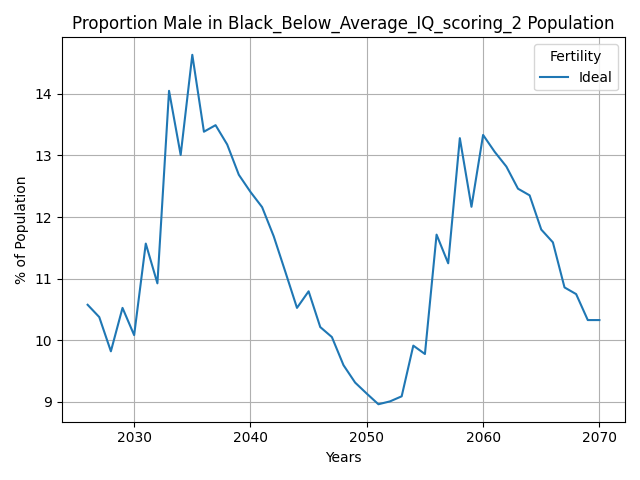 Proportion Male in Black_Below_Average_IQ_scoring_2 Population
Fertility
Ideal
% of Population
14
13
12
11
10
9
2030
2040
2050
2060
2070
Years